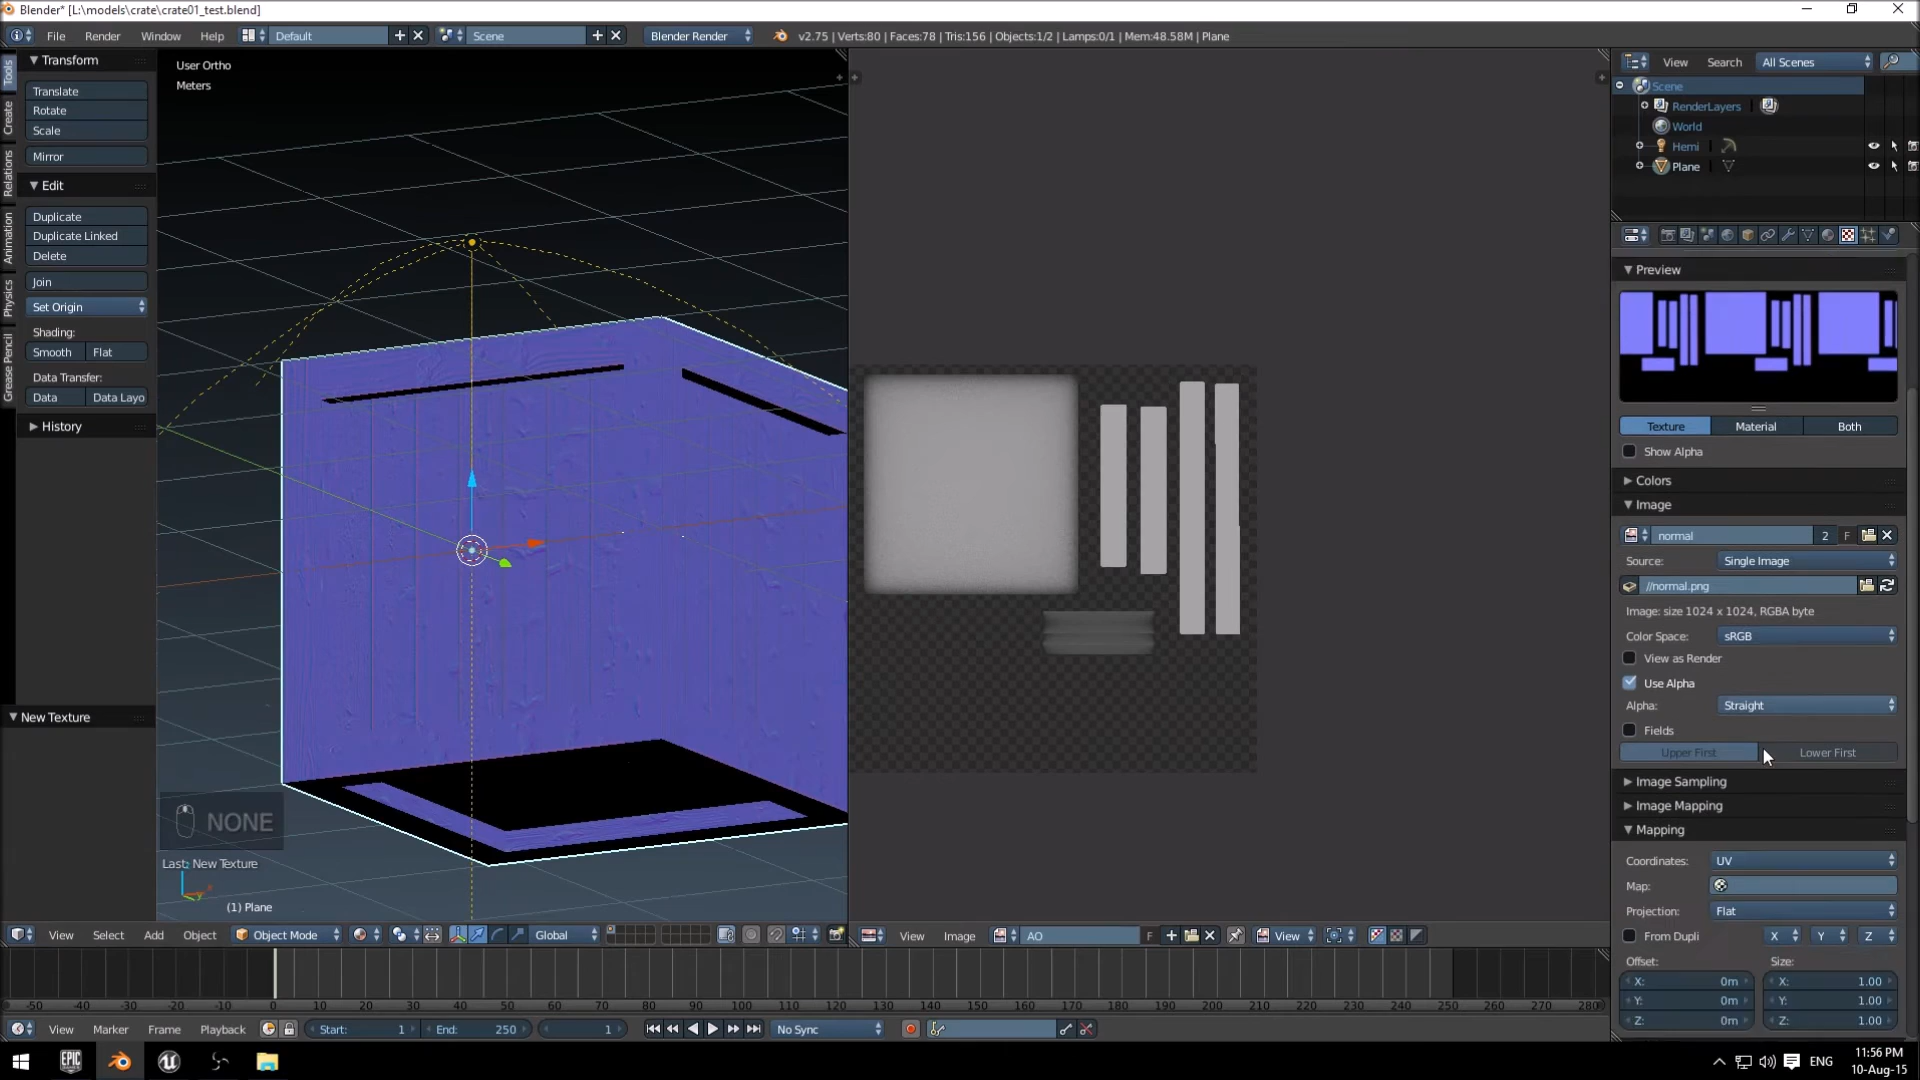 Blender* [L:\models\crate\crate01_test.blend]
File Render Window Help Default Scene Blender Render v2.75 | Verts:80 | Faces:78 | Tris:156 | Objects:1/2 | Lamps:0/1 | Mem:48.58M | Plane
Tools
Create
Relations
Animation
Physics
Grease Pencil
Transform
Translate
Rotate
Scale
Mirror
Edit
Duplicate
Duplicate Linked
Delete
Join
Set Origin
Shading:
Smooth Flat
Data Transfer:
Data Data Layo
History
New Texture
User Ortho
Meters
NONE
Last: New Texture
(1) Plane
View Select Add Object Object Mode Global
View Image AO F View
View Search All Scenes
Scene
RenderLayers
World
Hemi
Plane
Preview
Texture Material Both
Show Alpha
Colors
Image
normal 2 F
Source: Single Image
//normal.png
Image: size 1024 x 1024, RGBA byte
Color Space: sRGB
View as Render
Use Alpha
Alpha: Straight
Fields
Upper First Lower First
Image Sampling
Image Mapping
Mapping
Coordinates: UV
Map:
Projection: Flat
From Dupli X Y Z
Offset: Size:
X: 0m X: 1.00
Y: 0m Y: 1.00
Z: 0m Z: 1.00
-50 -40 -30 -20 -10 0 10 20 30 40 50 60 70 80 90 100 110 120 130 140 150 160 170 180 190 200 210 220 230 240 250 260 270 280
View Marker Frame Playback Start: 1 End: 250 1 No Sync
EPIC GAMES
ENG
11:56 PM
10-Aug-15